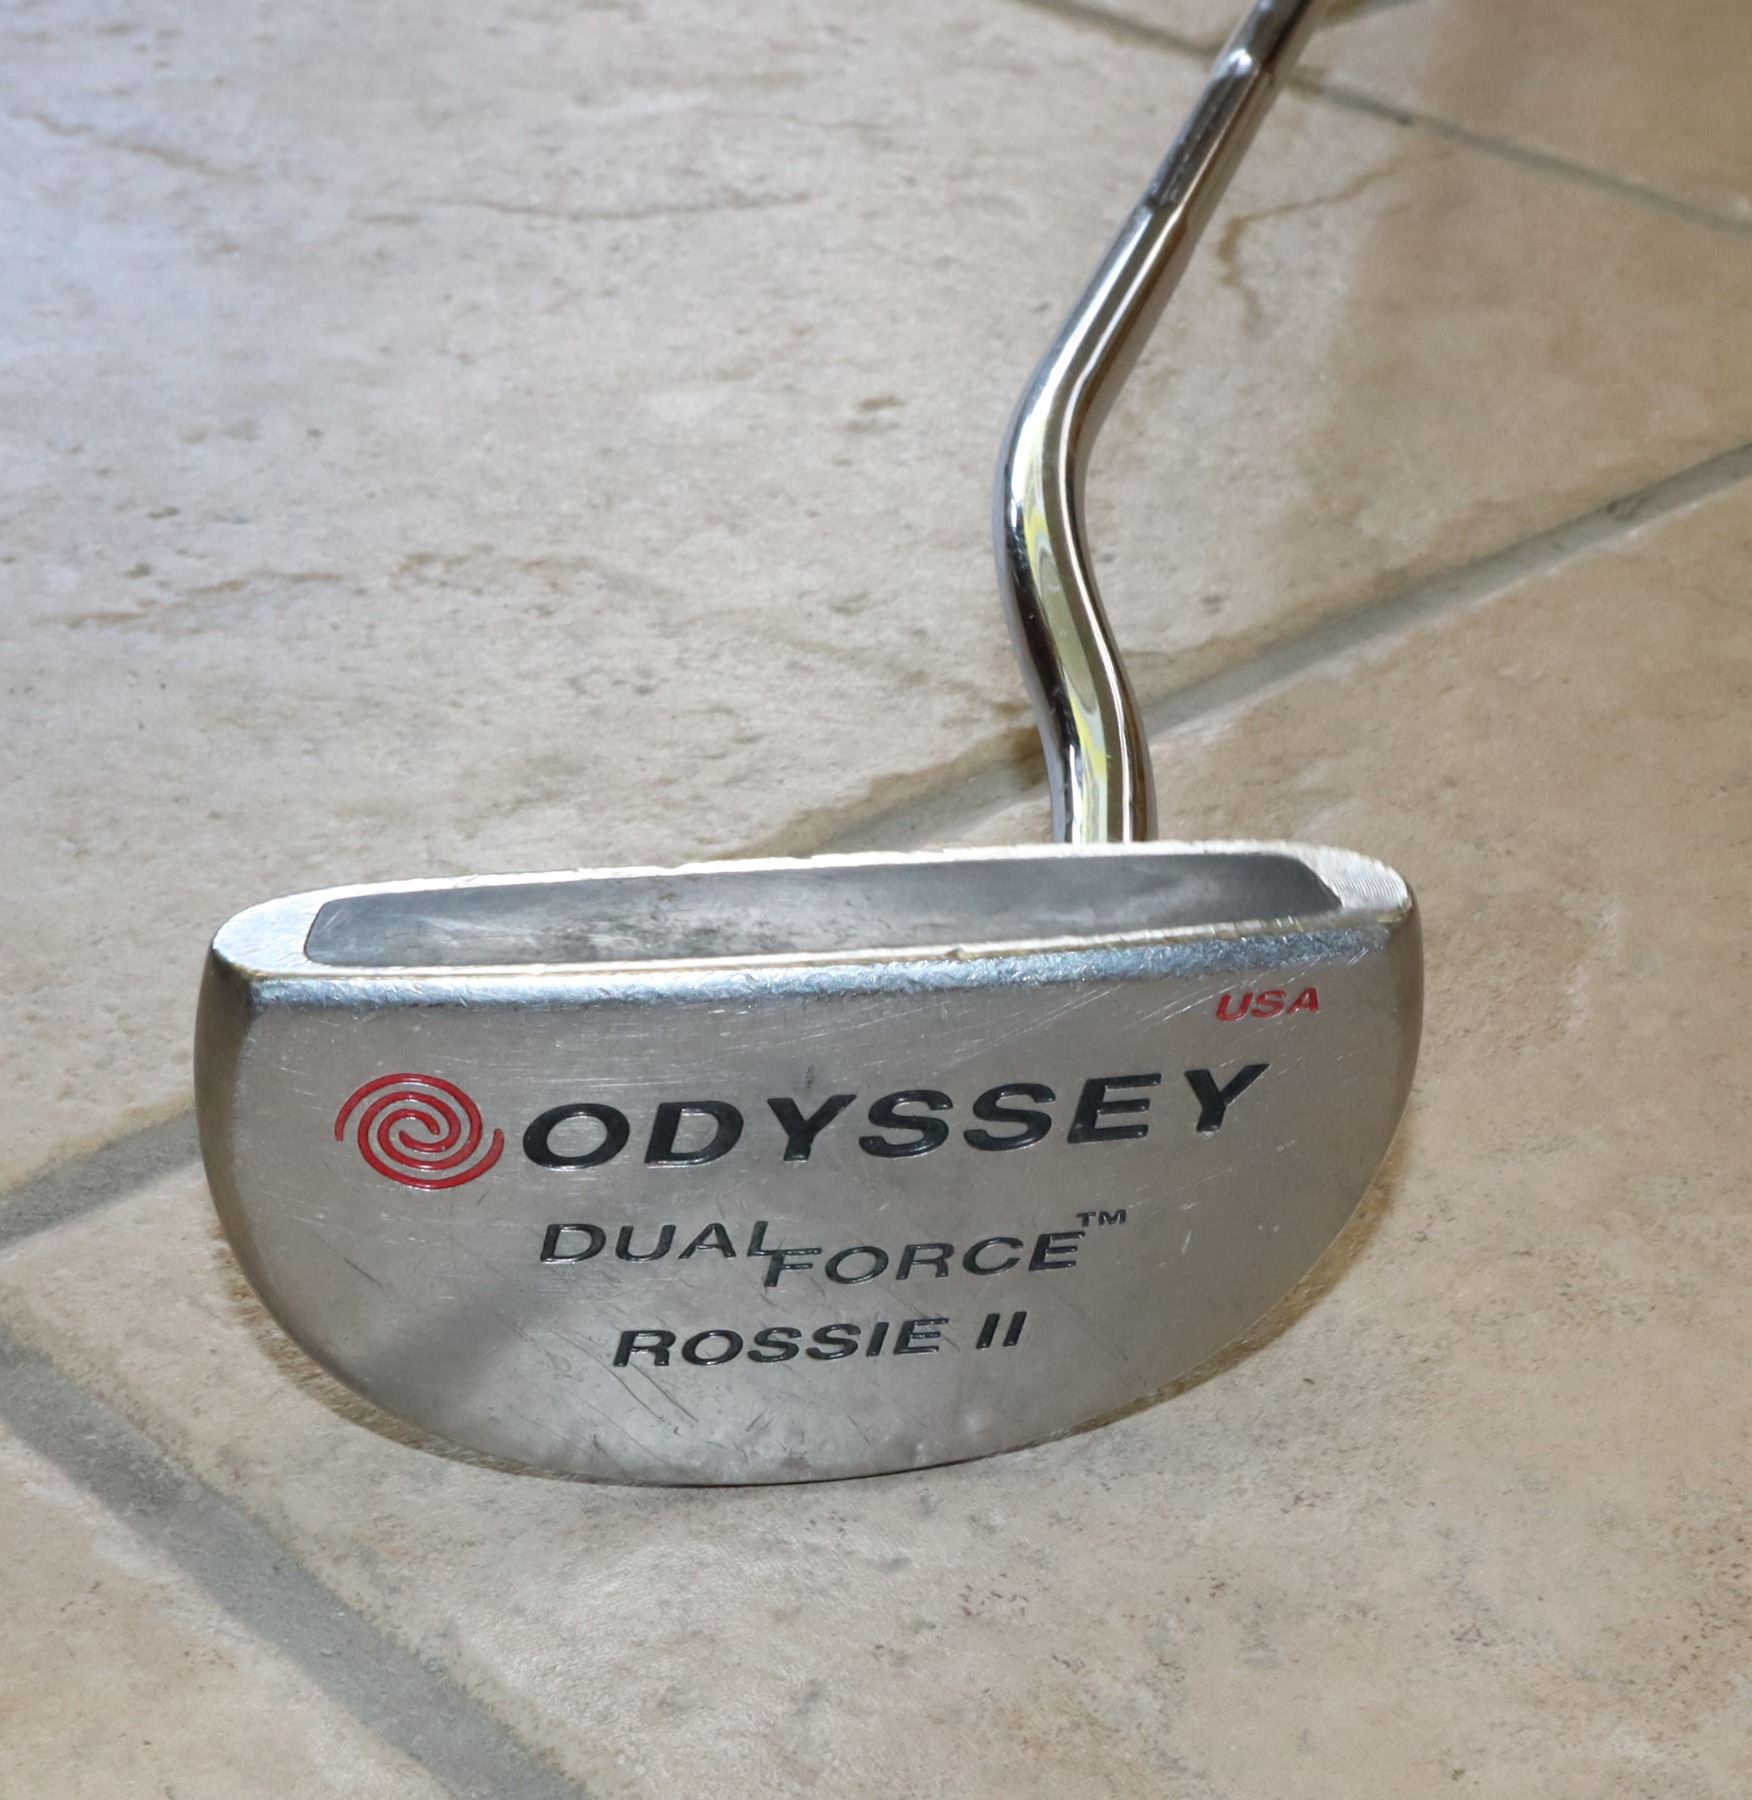 USA
ODYSSEY
DUAL FORCE™
ROSSIE II